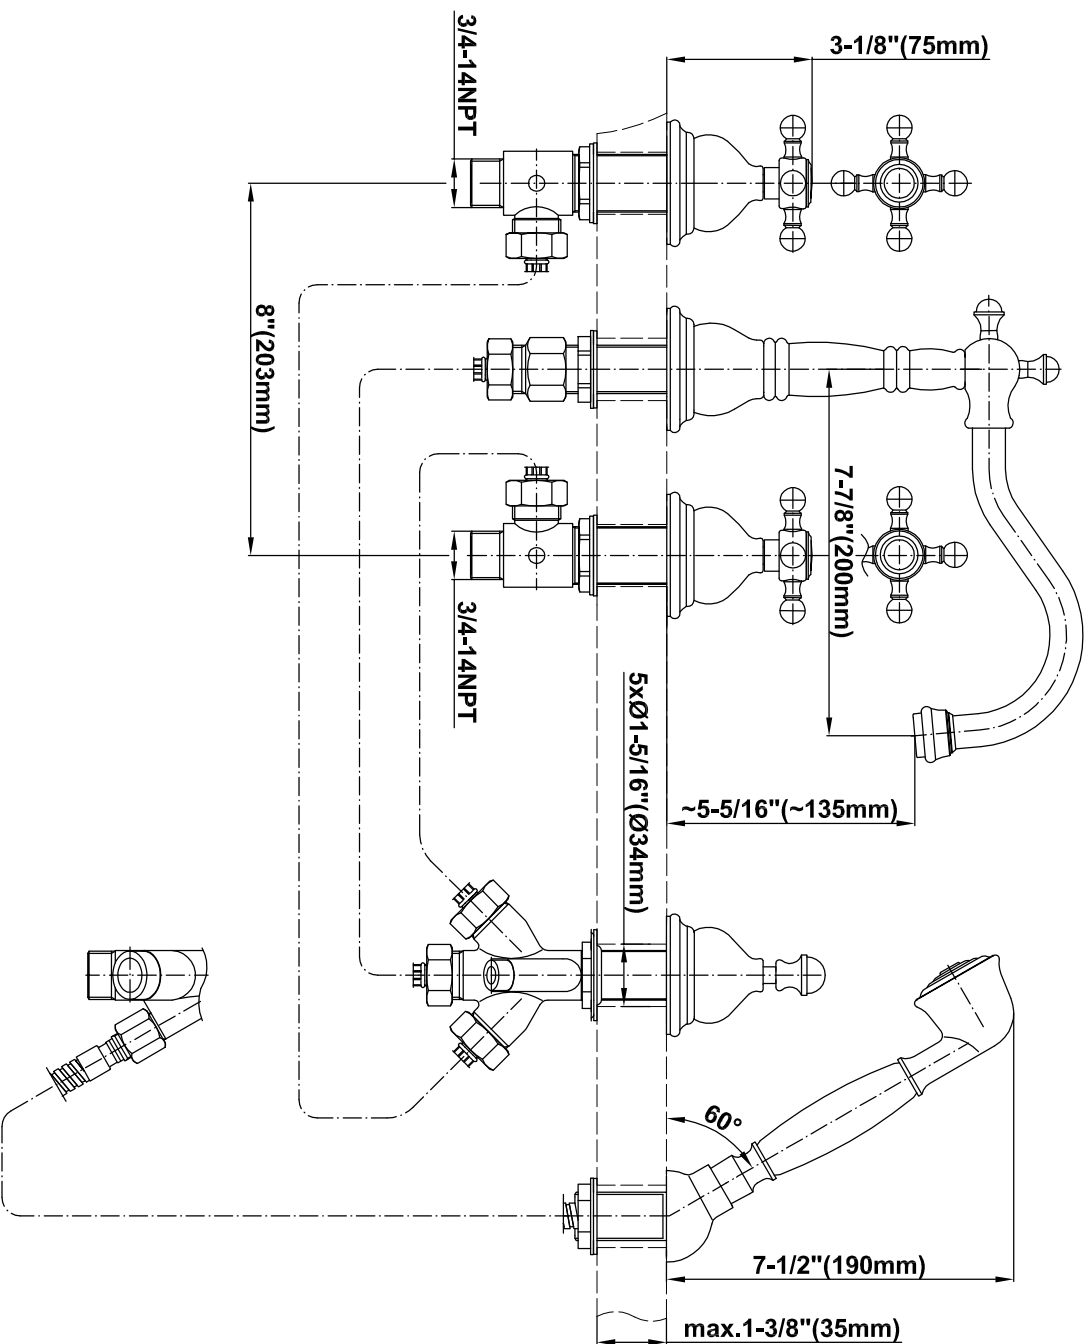 3-1/8"(75mm)
3/4-14NPT
8"(203mm)
7-7/8"(200mm)
3/4-14NPT
5xØ1-5/16"(Ø34mm)
~5-5/16"(~135mm)
60°
7-1/2"(190mm)
max.1-3/8"(35mm)